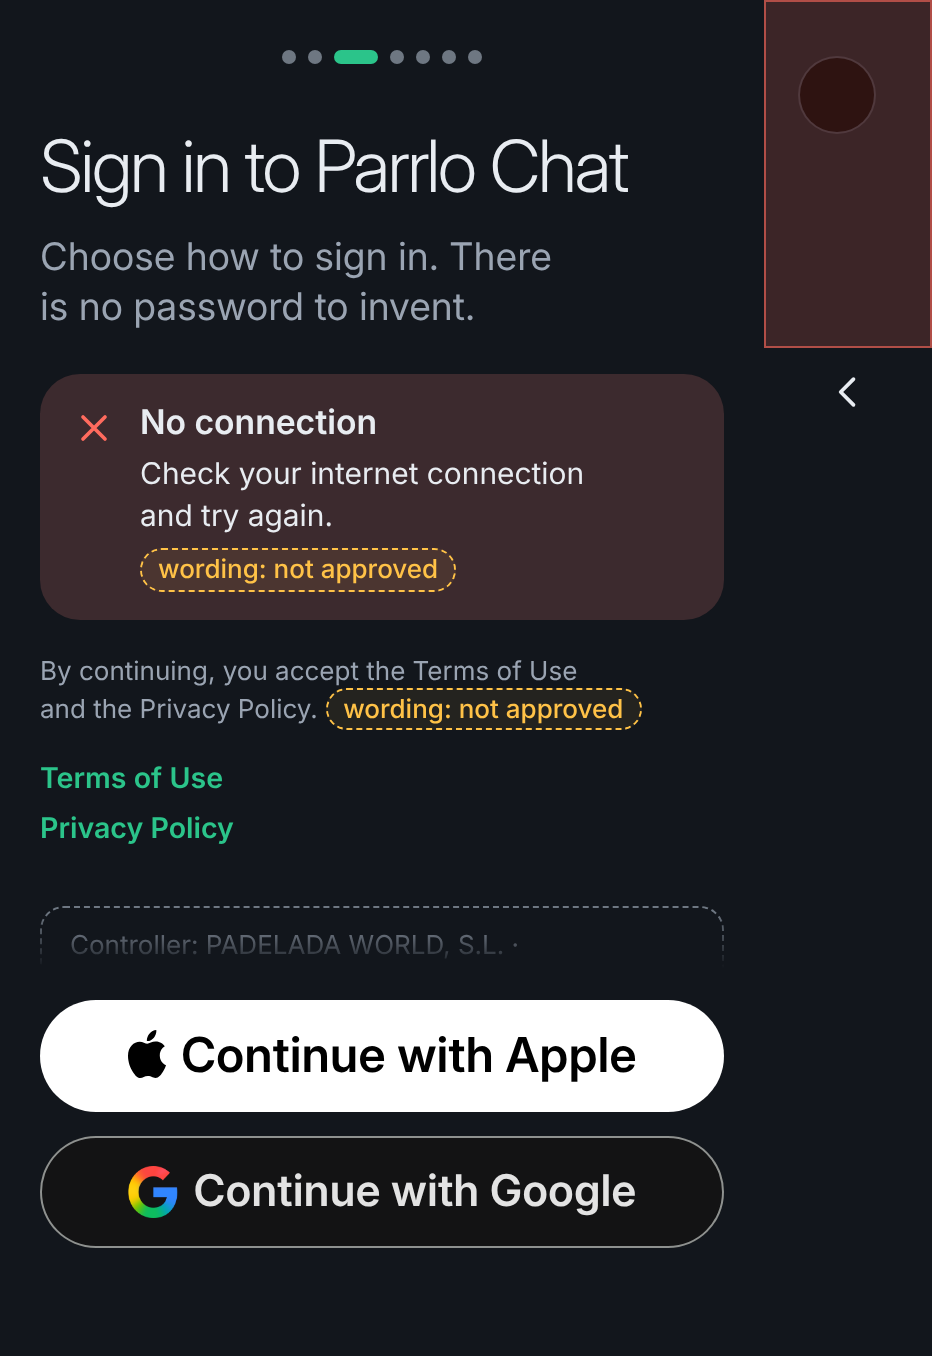 Sign in to Parrlo Chat
Choose how to sign in. There
is no password to invent.
No connection
Check your internet connection
and try again.
wording: not approved
By continuing, you accept the Terms of Use
and the Privacy Policy. wording: not approved
Terms of Use
Privacy Policy
Controller: PADELADA WORLD, S.L. ·
Continue with Apple
Continue with Google